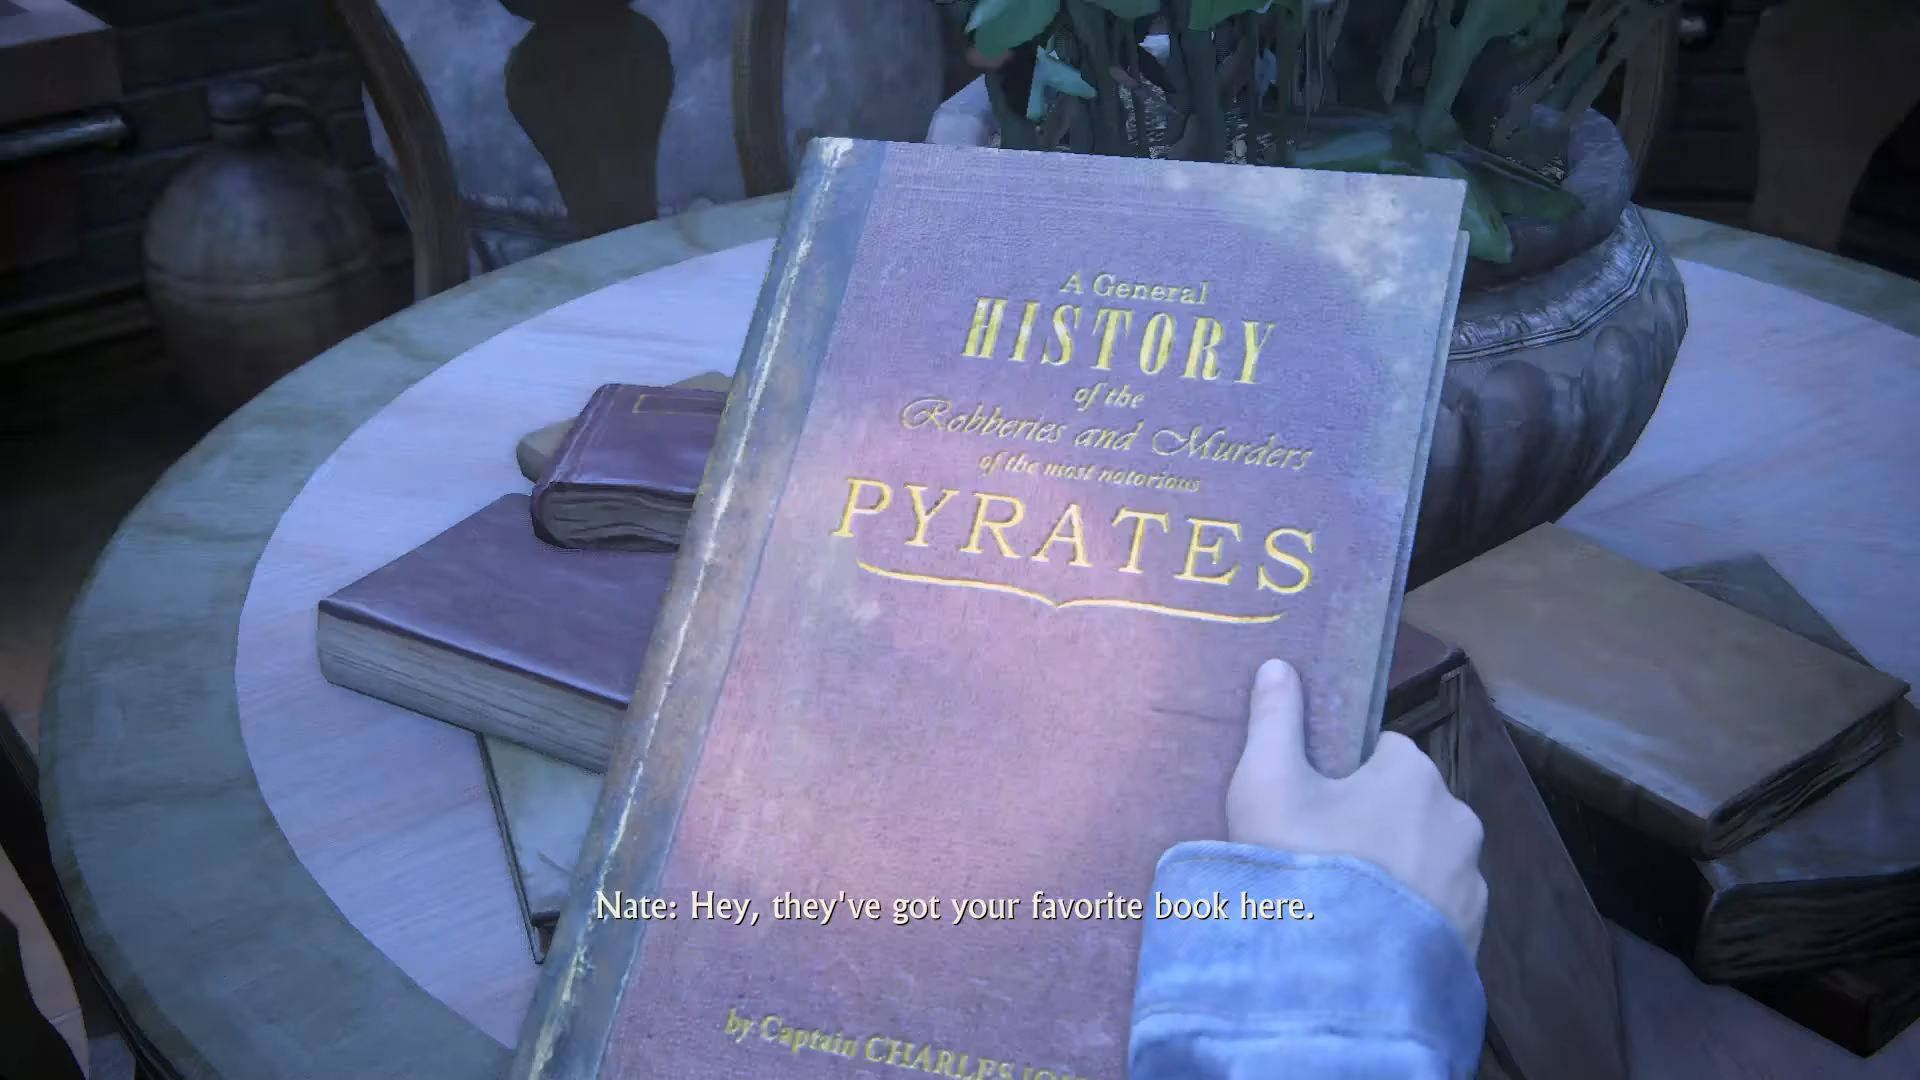 A General
HISTORY
of the
Robberies and Murders
of the most notorious
PYRATES
Nate: Hey, they've got your favorite book here.
by Captain CHARLES